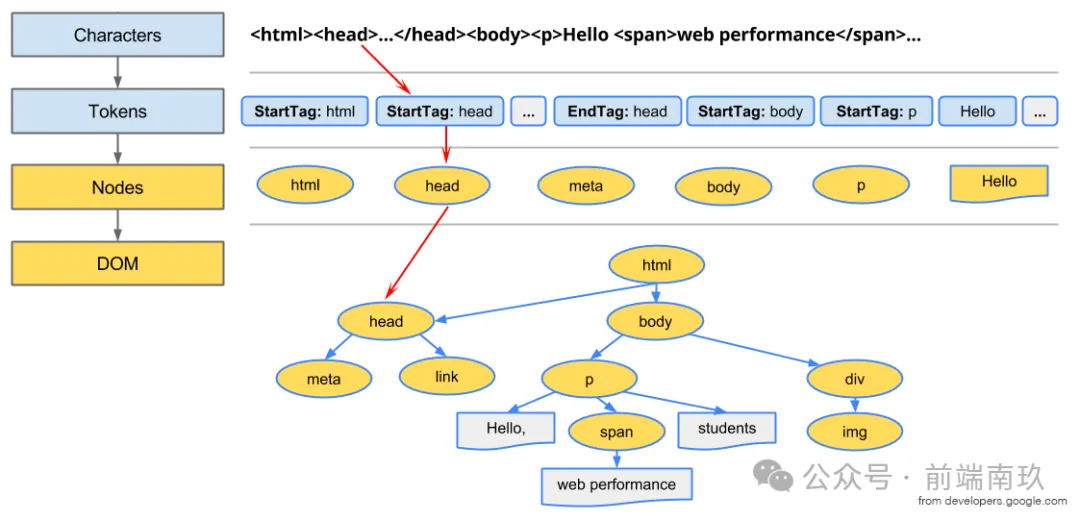 Characters
<html><head>...</head><body><p>Hello <span>web performance</span>...
Tokens
StartTag: html StartTag: head ... EndTag: head StartTag: body StartTag: p Hello ...
Nodes
html head meta body p Hello
DOM
html
head body
meta link p div
Hello, span students img
web performance
公众号 · 前端南玖
from developers.google.com